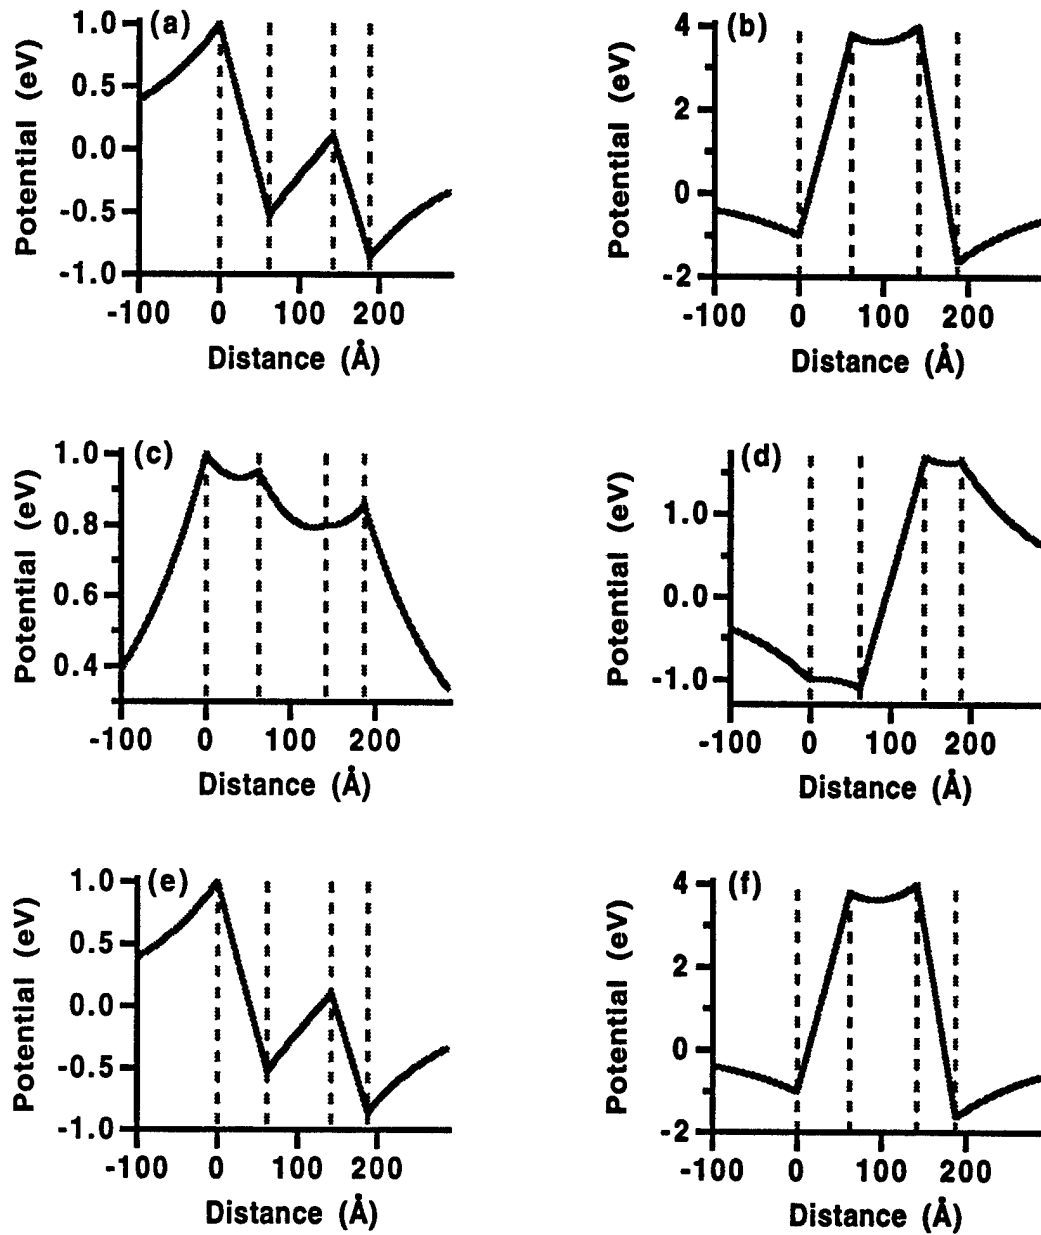 (a)
Potential (eV)
1.0
0.5
0.0
-0.5
-1.0
-100 0 100 200
Distance (Å)
(b)
Potential (eV)
4
2
0
-2
-100 0 100 200
Distance (Å)
(c)
Potential (eV)
1.0
0.8
0.6
0.4
-100 0 100 200
Distance (Å)
(d)
Potential (eV)
1.0
0.0
-1.0
-100 0 100 200
Distance (Å)
(e)
Potential (eV)
1.0
0.5
0.0
-0.5
-1.0
-100 0 100 200
Distance (Å)
(f)
Potential (eV)
4
2
0
-2
-100 0 100 200
Distance (Å)